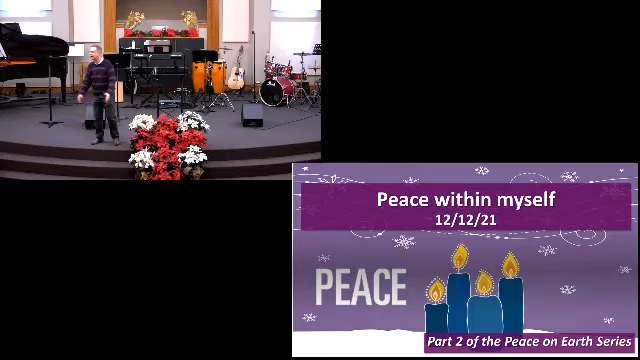 Peace within myself
12/12/21
PEACE
Part 2 of the Peace on Earth Series